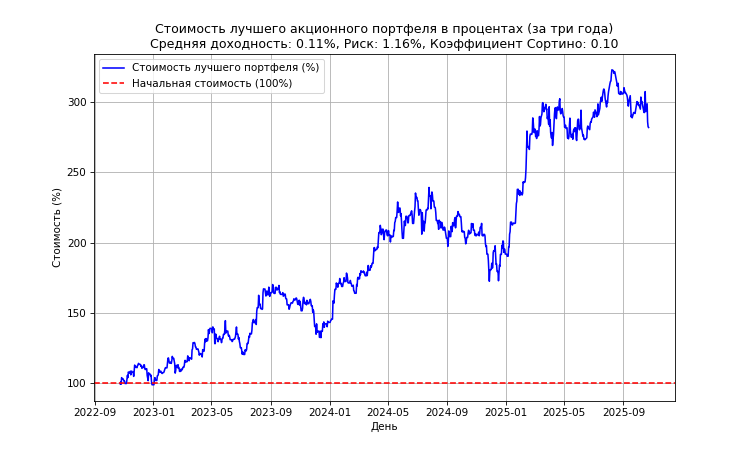 Стоимость лучшего акционного портфеля в процентах (за три года)
Средняя доходность: 0.11%, Риск: 1.16%, Коэффициент Сортино: 0.10
Стоимость лучшего портфеля (%)
Начальная стоимость (100%)
Стоимость (%)
300
250
200
150
100
2022-09 2023-01 2023-05 2023-09 2024-01 2024-05 2024-09 2025-01 2025-05 2025-09
День